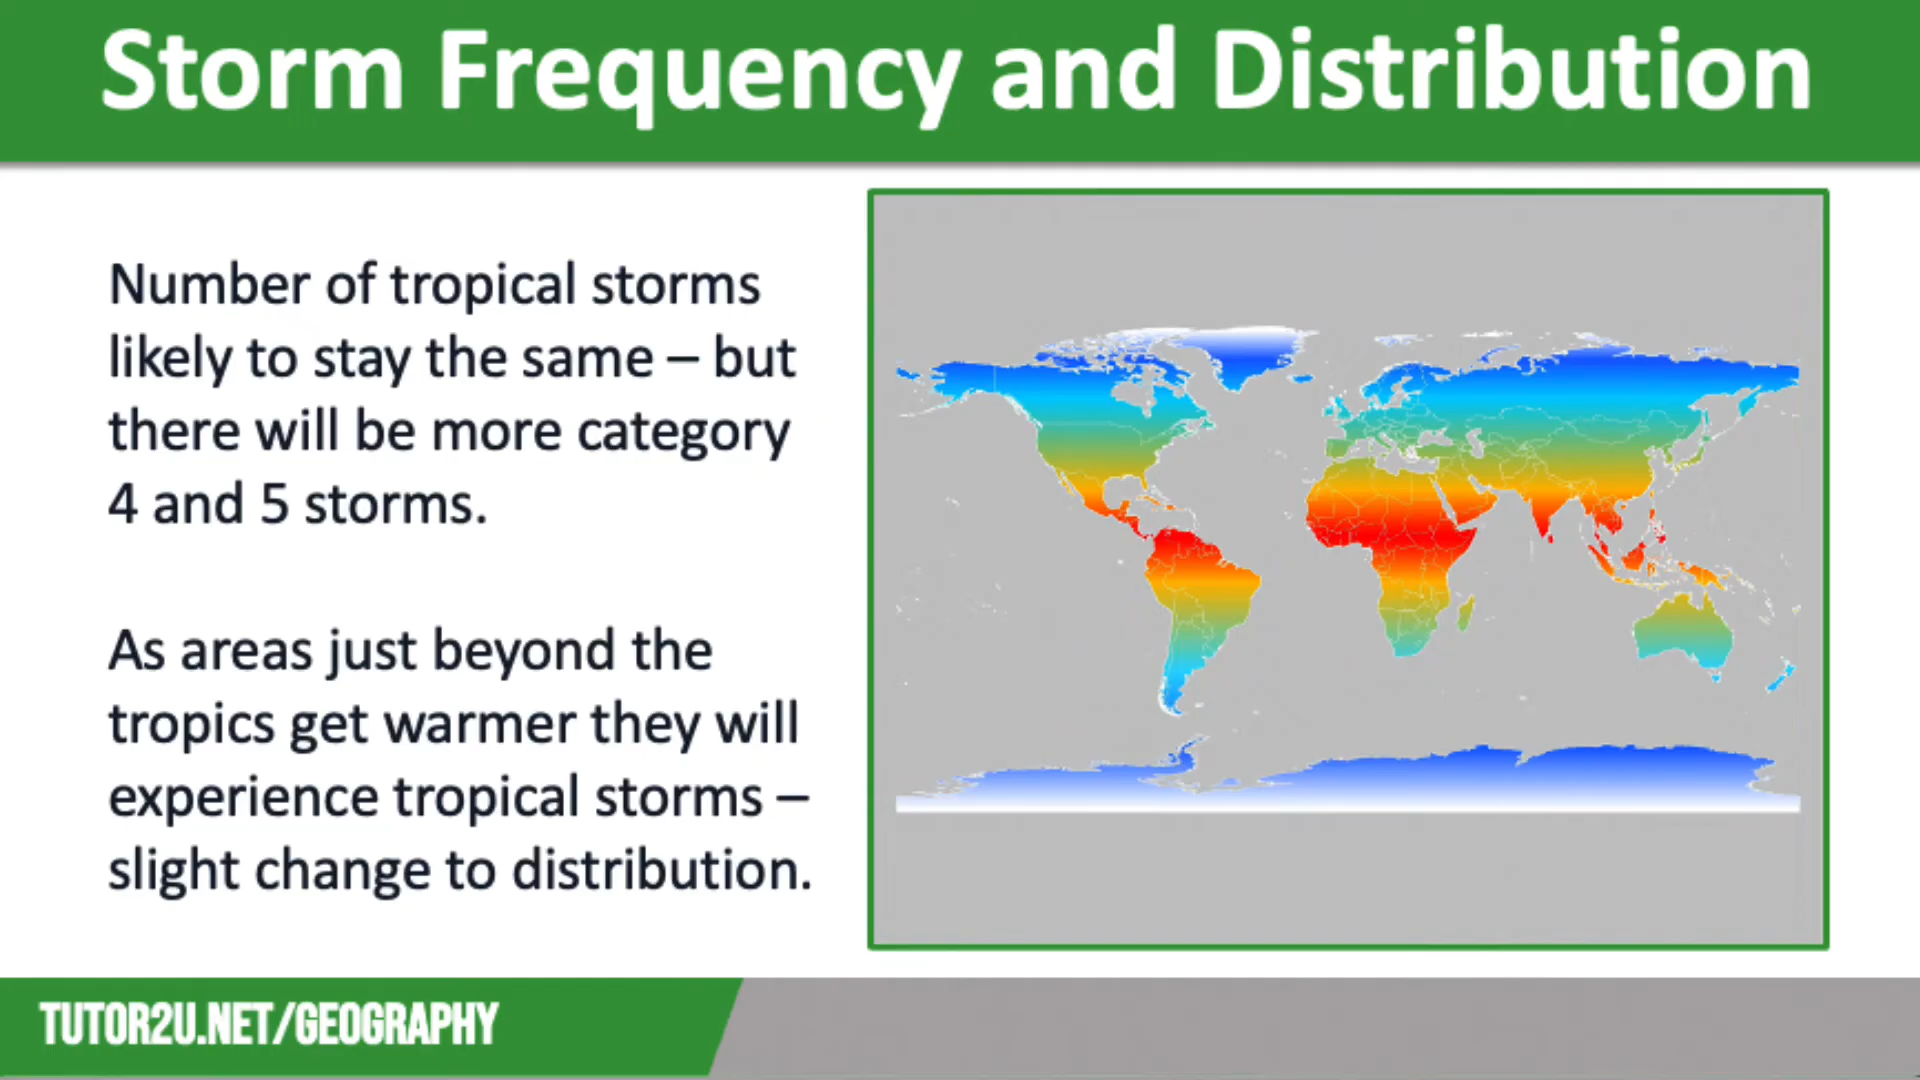 Storm Frequency and Distribution
Number of tropical storms
likely to stay the same – but
there will be more category
4 and 5 storms.
As areas just beyond the
tropics get warmer they will
experience tropical storms –
slight change to distribution.
TUTOR2U.NET/GEOGRAPHY